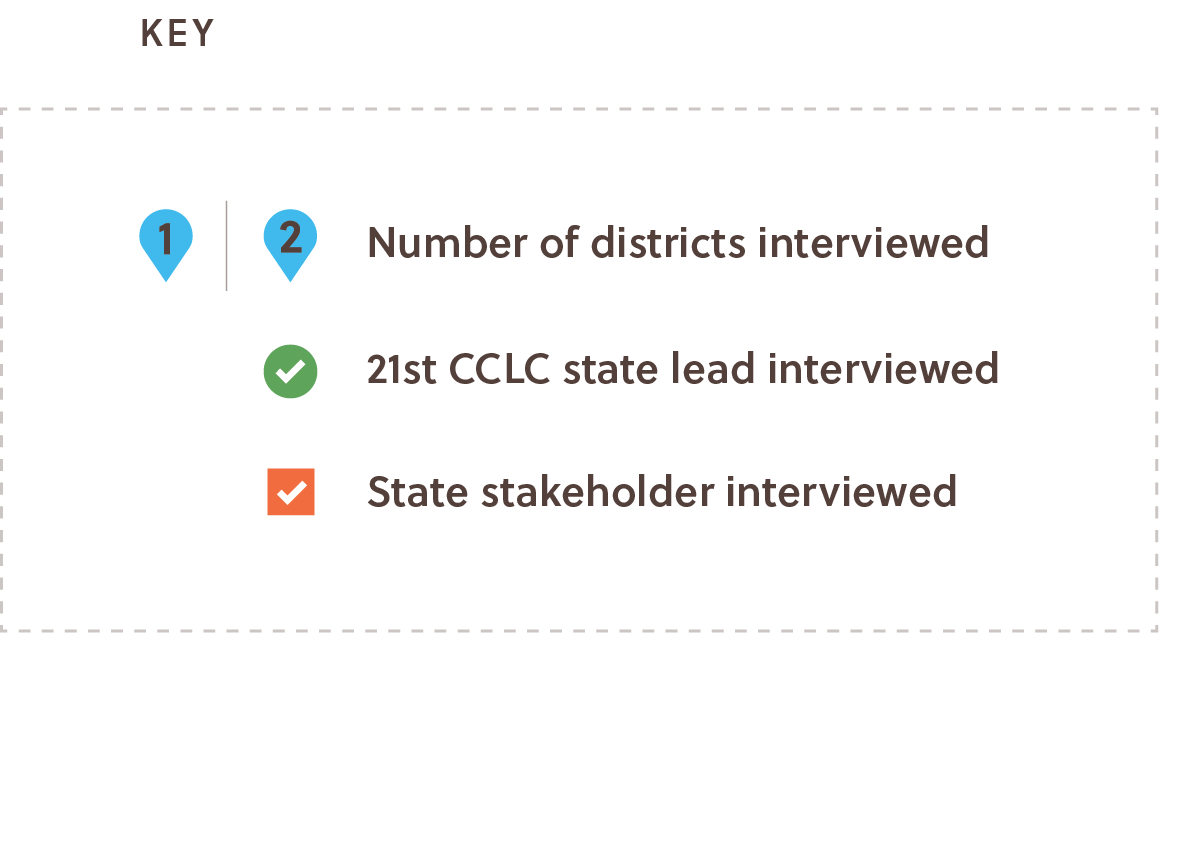 KEY
1 2 Number of districts interviewed
21st CCLC state lead interviewed
State stakeholder interviewed